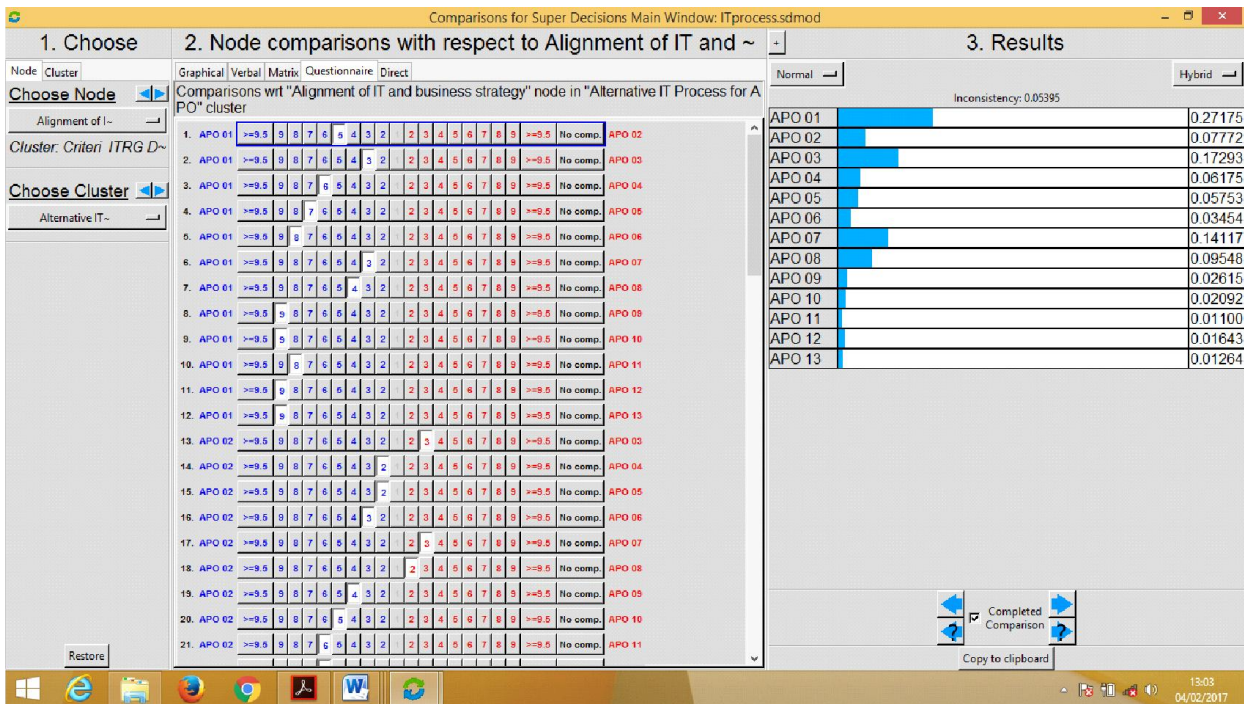 Comparisons for Super Decisions Main Window: ITprocess.sdmod
1. Choose
2. Node comparisons with respect to Alignment of IT and ~
+
3. Results
Node Cluster
Graphical Verbal Matrix Questionnaire Direct
Normal
Hybrid
Choose Node
Alignment of I~
Cluster: Criteri ITRG D~
Choose Cluster
Alternative IT~
Restore
Comparisons wrt "Alignment of IT and business strategy" node in "Alternative IT Process for A
PO" cluster
1. APO 01 >=9.5 9 8 7 6 5 4 3 2 1 2 3 4 5 6 7 8 9 >=9.5 No comp. APO 02
2. APO 01 >=9.5 9 8 7 6 5 4 3 2 1 2 3 4 5 6 7 8 9 >=9.5 No comp. APO 03
3. APO 01 >=9.5 9 8 7 6 5 4 3 2 1 2 3 4 5 6 7 8 9 >=9.5 No comp. APO 04
4. APO 01 >=9.5 9 8 7 6 5 4 3 2 1 2 3 4 5 6 7 8 9 >=9.5 No comp. APO 05
5. APO 01 >=9.5 9 8 7 6 5 4 3 2 1 2 3 4 5 6 7 8 9 >=9.5 No comp. APO 06
6. APO 01 >=9.5 9 8 7 6 5 4 3 2 1 2 3 4 5 6 7 8 9 >=9.5 No comp. APO 07
7. APO 01 >=9.5 9 8 7 6 5 4 3 2 1 2 3 4 5 6 7 8 9 >=9.5 No comp. APO 08
8. APO 01 >=9.5 9 8 7 6 5 4 3 2 1 2 3 4 5 6 7 8 9 >=9.5 No comp. APO 09
9. APO 01 >=9.5 9 8 7 6 5 4 3 2 1 2 3 4 5 6 7 8 9 >=9.5 No comp. APO 10
10. APO 01 >=9.5 9 8 7 6 5 4 3 2 1 2 3 4 5 6 7 8 9 >=9.5 No comp. APO 11
11. APO 01 >=9.5 9 8 7 6 5 4 3 2 1 2 3 4 5 6 7 8 9 >=9.5 No comp. APO 12
12. APO 01 >=9.5 9 8 7 6 5 4 3 2 1 2 3 4 5 6 7 8 9 >=9.5 No comp. APO 13
13. APO 02 >=9.5 9 8 7 6 5 4 3 2 1 2 3 4 5 6 7 8 9 >=9.5 No comp. APO 03
14. APO 02 >=9.5 9 8 7 6 5 4 3 2 1 2 3 4 5 6 7 8 9 >=9.5 No comp. APO 04
15. APO 02 >=9.5 9 8 7 6 5 4 3 2 1 2 3 4 5 6 7 8 9 >=9.5 No comp. APO 05
16. APO 02 >=9.5 9 8 7 6 5 4 3 2 1 2 3 4 5 6 7 8 9 >=9.5 No comp. APO 06
17. APO 02 >=9.5 9 8 7 6 5 4 3 2 1 2 3 4 5 6 7 8 9 >=9.5 No comp. APO 07
18. APO 02 >=9.5 9 8 7 6 5 4 3 2 1 2 3 4 5 6 7 8 9 >=9.5 No comp. APO 08
19. APO 02 >=9.5 9 8 7 6 5 4 3 2 1 2 3 4 5 6 7 8 9 >=9.5 No comp. APO 09
20. APO 02 >=9.5 9 8 7 6 5 4 3 2 1 2 3 4 5 6 7 8 9 >=9.5 No comp. APO 10
21. APO 02 >=9.5 9 8 7 6 5 4 3 2 1 2 3 4 5 6 7 8 9 >=9.5 No comp. APO 11
Inconsistency: 0.05395
APO 01 0.27175
APO 02 0.07772
APO 03 0.17293
APO 04 0.06175
APO 05 0.05753
APO 06 0.03454
APO 07 0.14117
APO 08 0.09548
APO 09 0.02615
APO 10 0.02092
APO 11 0.01100
APO 12 0.01643
APO 13 0.01264
Completed
Comparison
Copy to clipboard
13:03
04/02/2017